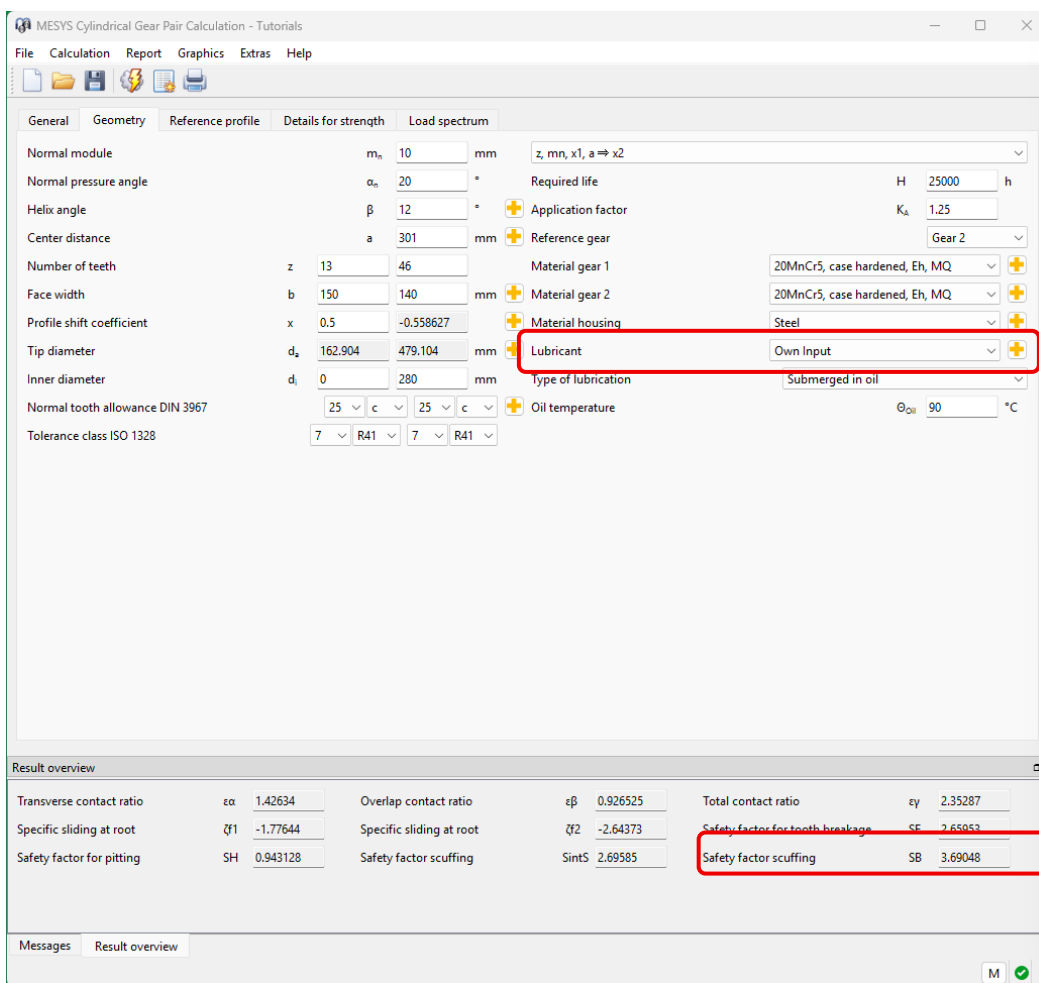 MESYS Cylindrical Gear Pair Calculation - Tutorials
File Calculation Report Graphics Extras Help
General Geometry Reference profile Details for strength Load spectrum
Normal module mn 10 mm z, mn, x1, a ⇒ x2
Normal pressure angle αn 20 ° Required life H 25000 h
Helix angle β 12 ° Application factor KA 1.25
Center distance a 301 mm Reference gear Gear 2
Number of teeth z 13 46 Material gear 1 20MnCr5, case hardened, Eh, MQ
Face width b 150 140 mm Material gear 2 20MnCr5, case hardened, Eh, MQ
Profile shift coefficient x 0.5 -0.558627 Material housing Steel
Tip diameter da 162.904 479.104 mm Lubricant Own Input
Inner diameter di 0 280 mm Type of lubrication Submerged in oil
Normal tooth allowance DIN 3967 25 c 25 c Oil temperature ΘOil 90 °C
Tolerance class ISO 1328 7 R41 7 R41
Result overview
Transverse contact ratio εα 1.42634 Overlap contact ratio εβ 0.926525 Total contact ratio εγ 2.35287
Specific sliding at root ζf1 -1.77644 Specific sliding at root ζf2 -2.64373 Safety factor for tooth breakage SF 2.65953
Safety factor for pitting SH 0.943128 Safety factor scuffing SintS 2.69585 Safety factor scuffing SB 3.69048
Messages Result overview
M